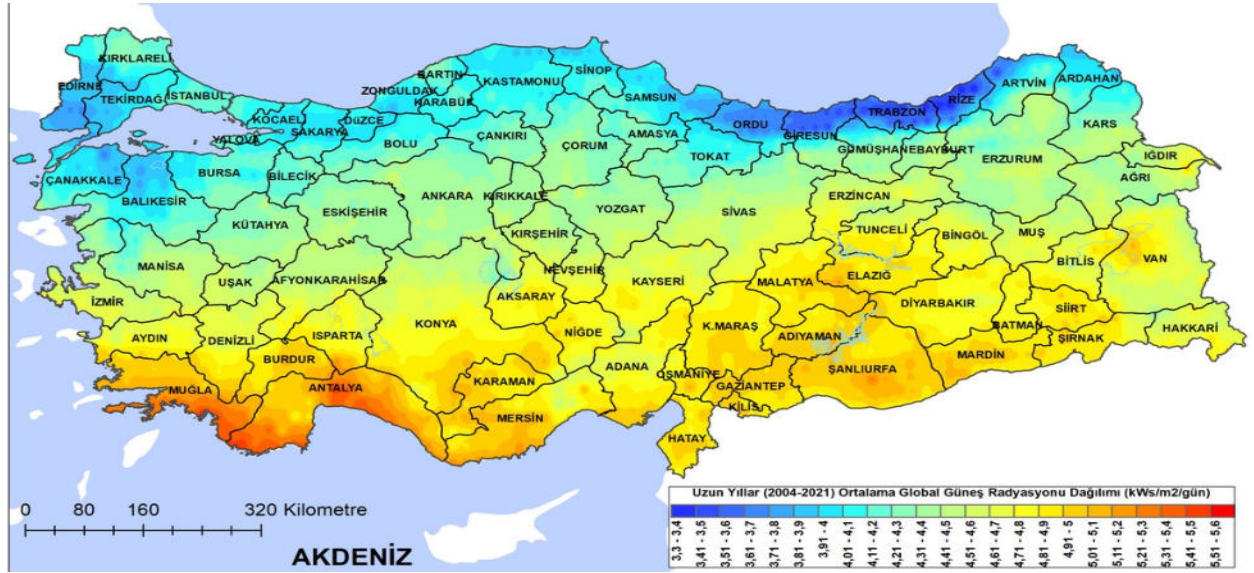 KIRKLARELİ
EDİRNE
TEKİRDAĞ
İSTANBUL
KOCAELİ
YALOVA
SAKARYA
DÜZCE
ZONGULDAK
BARTIN
KARABÜK
KASTAMONU
SİNOP
SAMSUN
ORDU
GİRESUN
TRABZON
RİZE
ARTVİN
ARDAHAN
KARS
IĞDIR
AĞRI
ERZURUM
BAYBURT
GÜMÜŞHANE
TOKAT
AMASYA
ÇORUM
ÇANKIRI
BOLU
BİLECİK
BURSA
ÇANAKKALE
BALIKESİR
KÜTAHYA
ESKİŞEHİR
ANKARA
KIRIKKALE
YOZGAT
SİVAS
ERZİNCAN
TUNCELİ
BİNGÖL
MUŞ
BİTLİS
VAN
HAKKARİ
ŞIRNAK
SİİRT
BATMAN
MARDİN
DİYARBAKIR
ELAZIĞ
MALATYA
ADIYAMAN
ŞANLIURFA
K.MARAŞ
GAZİANTEP
KİLİS
OSMANİYE
HATAY
ADANA
KAYSERİ
KIRŞEHİR
NEVŞEHİR
AKSARAY
NİĞDE
KONYA
KARAMAN
MERSİN
ANTALYA
ISPARTA
BURDUR
AFYONKARAHİSAR
UŞAK
MANİSA
İZMİR
AYDIN
DENİZLİ
MUĞLA
0 80 160 320 Kilometre
AKDENİZ
Uzun Yıllar (2004-2021) Ortalama Global Güneş Radyasyonu Dağılımı (kWs/m2/gün)
3,3 - 3,4
3,41 - 3,5
3,51 - 3,6
3,61 - 3,7
3,71 - 3,8
3,81 - 3,9
3,91 - 4
4,01 - 4,1
4,11 - 4,2
4,21 - 4,3
4,31 - 4,4
4,41 - 4,5
4,51 - 4,6
4,61 - 4,7
4,71 - 4,8
4,81 - 4,9
4,91 - 5
5,01 - 5,1
5,11 - 5,2
5,21 - 5,3
5,31 - 5,4
5,41 - 5,5
5,51 - 5,6